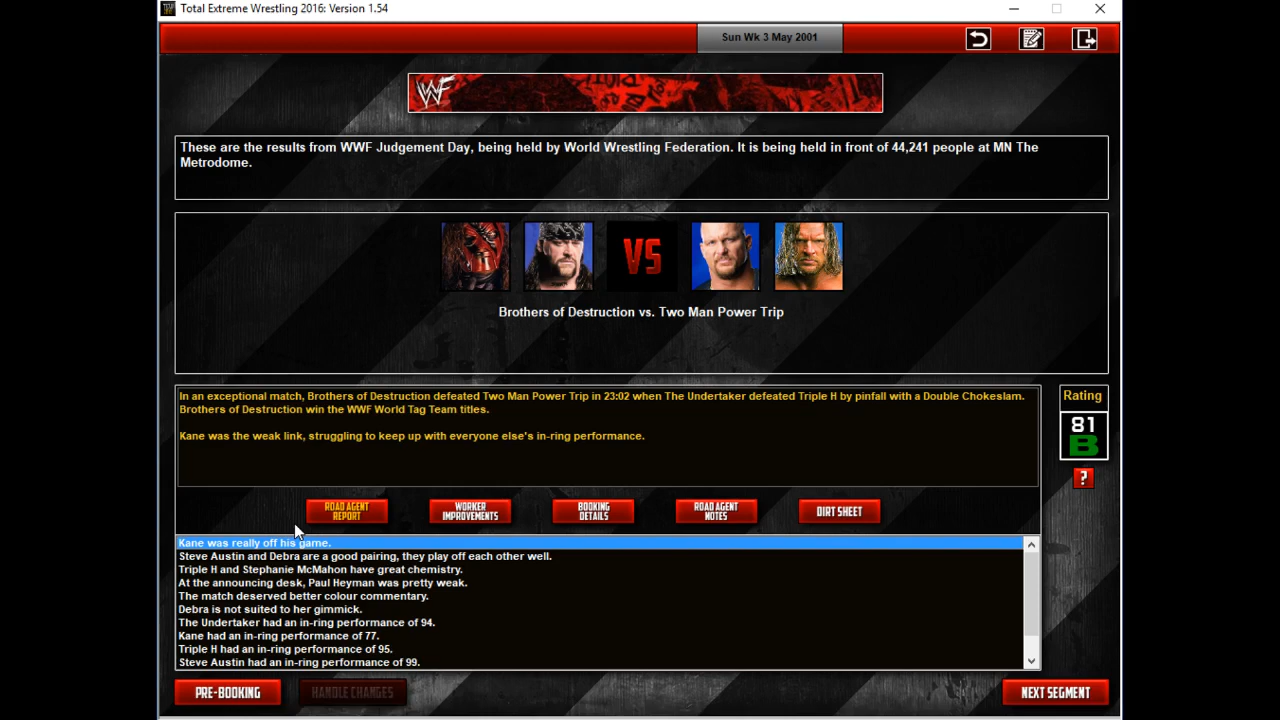 Total Extreme Wrestling 2016: Version 1.54
Sun Wk 3 May 2001
These are the results from WWF Judgement Day, being held by World Wrestling Federation. It is being held in front of 44,241 people at MN The
Metrodome.
VS
Brothers of Destruction vs. Two Man Power Trip
In an exceptional match, Brothers of Destruction defeated Two Man Power Trip in 23:02 when The Undertaker defeated Triple H by pinfall with a Double Chokeslam.
Brothers of Destruction win the WWF World Tag Team titles.
Kane was the weak link, struggling to keep up with everyone else's in-ring performance.
Rating
81
B
?
ROAD AGENT
REPORT
WORKER
IMPROVEMENTS
BOOKING
DETAILS
ROAD AGENT
NOTES
DIRT SHEET
Kane was really off his game.
Steve Austin and Debra are a good pairing, they play off each other well.
Triple H and Stephanie McMahon have great chemistry.
At the announcing desk, Paul Heyman was pretty weak.
The match deserved better colour commentary.
Debra is not suited to her gimmick.
The Undertaker had an in-ring performance of 94.
Kane had an in-ring performance of 77.
Triple H had an in-ring performance of 95.
Steve Austin had an in-ring performance of 99.
PRE-BOOKING
HANDLE CHANGES
NEXT SEGMENT